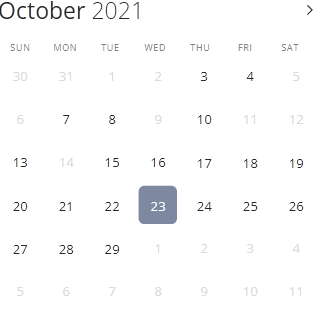 October 2021
SUN MON TUE WED THU FRI SAT
30 31 1 2 3 4 5
6 7 8 9 10 11 12
13 14 15 16 17 18 19
20 21 22 23 24 25 26
27 28 29 1 2 3 4
5 6 7 8 9 10 11